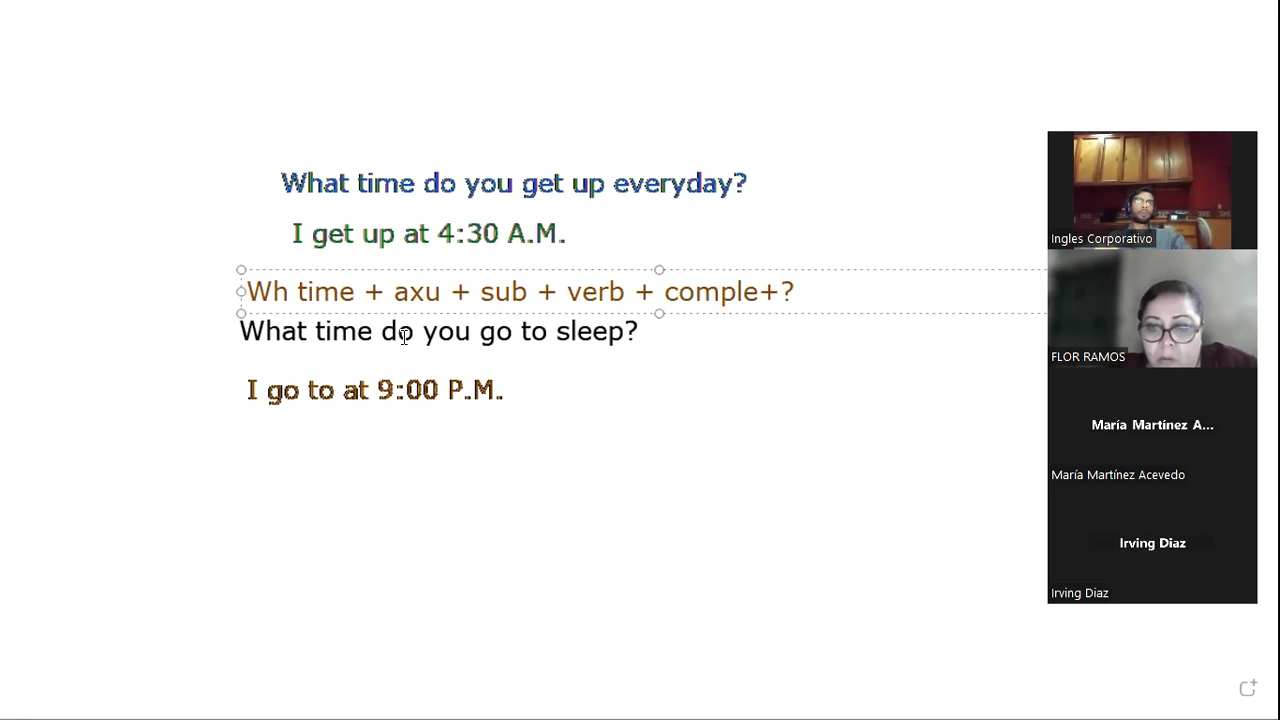 What time do you get up everyday?
I get up at 4:30 A.M.
Wh time + axu + sub + verb + comple+?
What time do you go to sleep?
I go to at 9:00 P.M.
Ingles Corporativo
FLOR RAMOS
María Martínez A...
María Martínez Acevedo
Irving Diaz
Irving Diaz